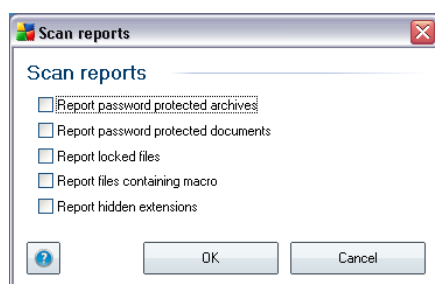 Scan reports
Scan reports
Report password protected archives
Report password protected documents
Report locked files
Report files containing macro
Report hidden extensions
? OK Cancel